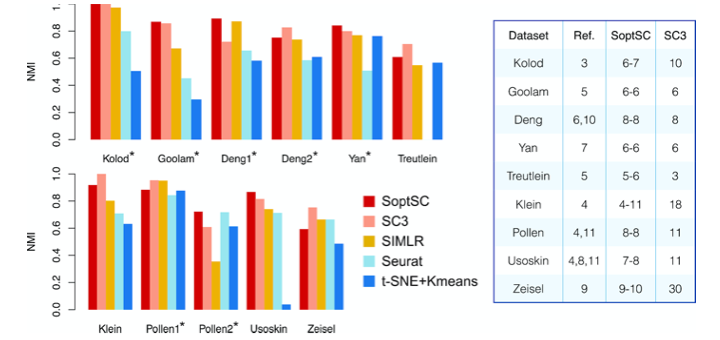 NMI
1.
0.8
0.6
0.4
0.2
0.0
Kolod* Goolam* Deng1* Deng2* Yan* Treutlein
NMI
1.0
0.8
0.6
0.4
0.2
0.0
Klein Pollen1* Pollen2* Usoskin Zeisel
SoptSC
SC3
SIMLR
Seurat
t-SNE+Kmeans
Dataset Ref. SoptSC SC3
Kolod 3 6-7 10
Goolam 5 6-6 6
Deng 6,10 8-8 8
Yan 7 6-6 6
Treutlein 5 5-6 3
Klein 4 4-11 18
Pollen 4,11 8-8 11
Usoskin 4,8,11 7-8 11
Zeisel 9 9-10 30